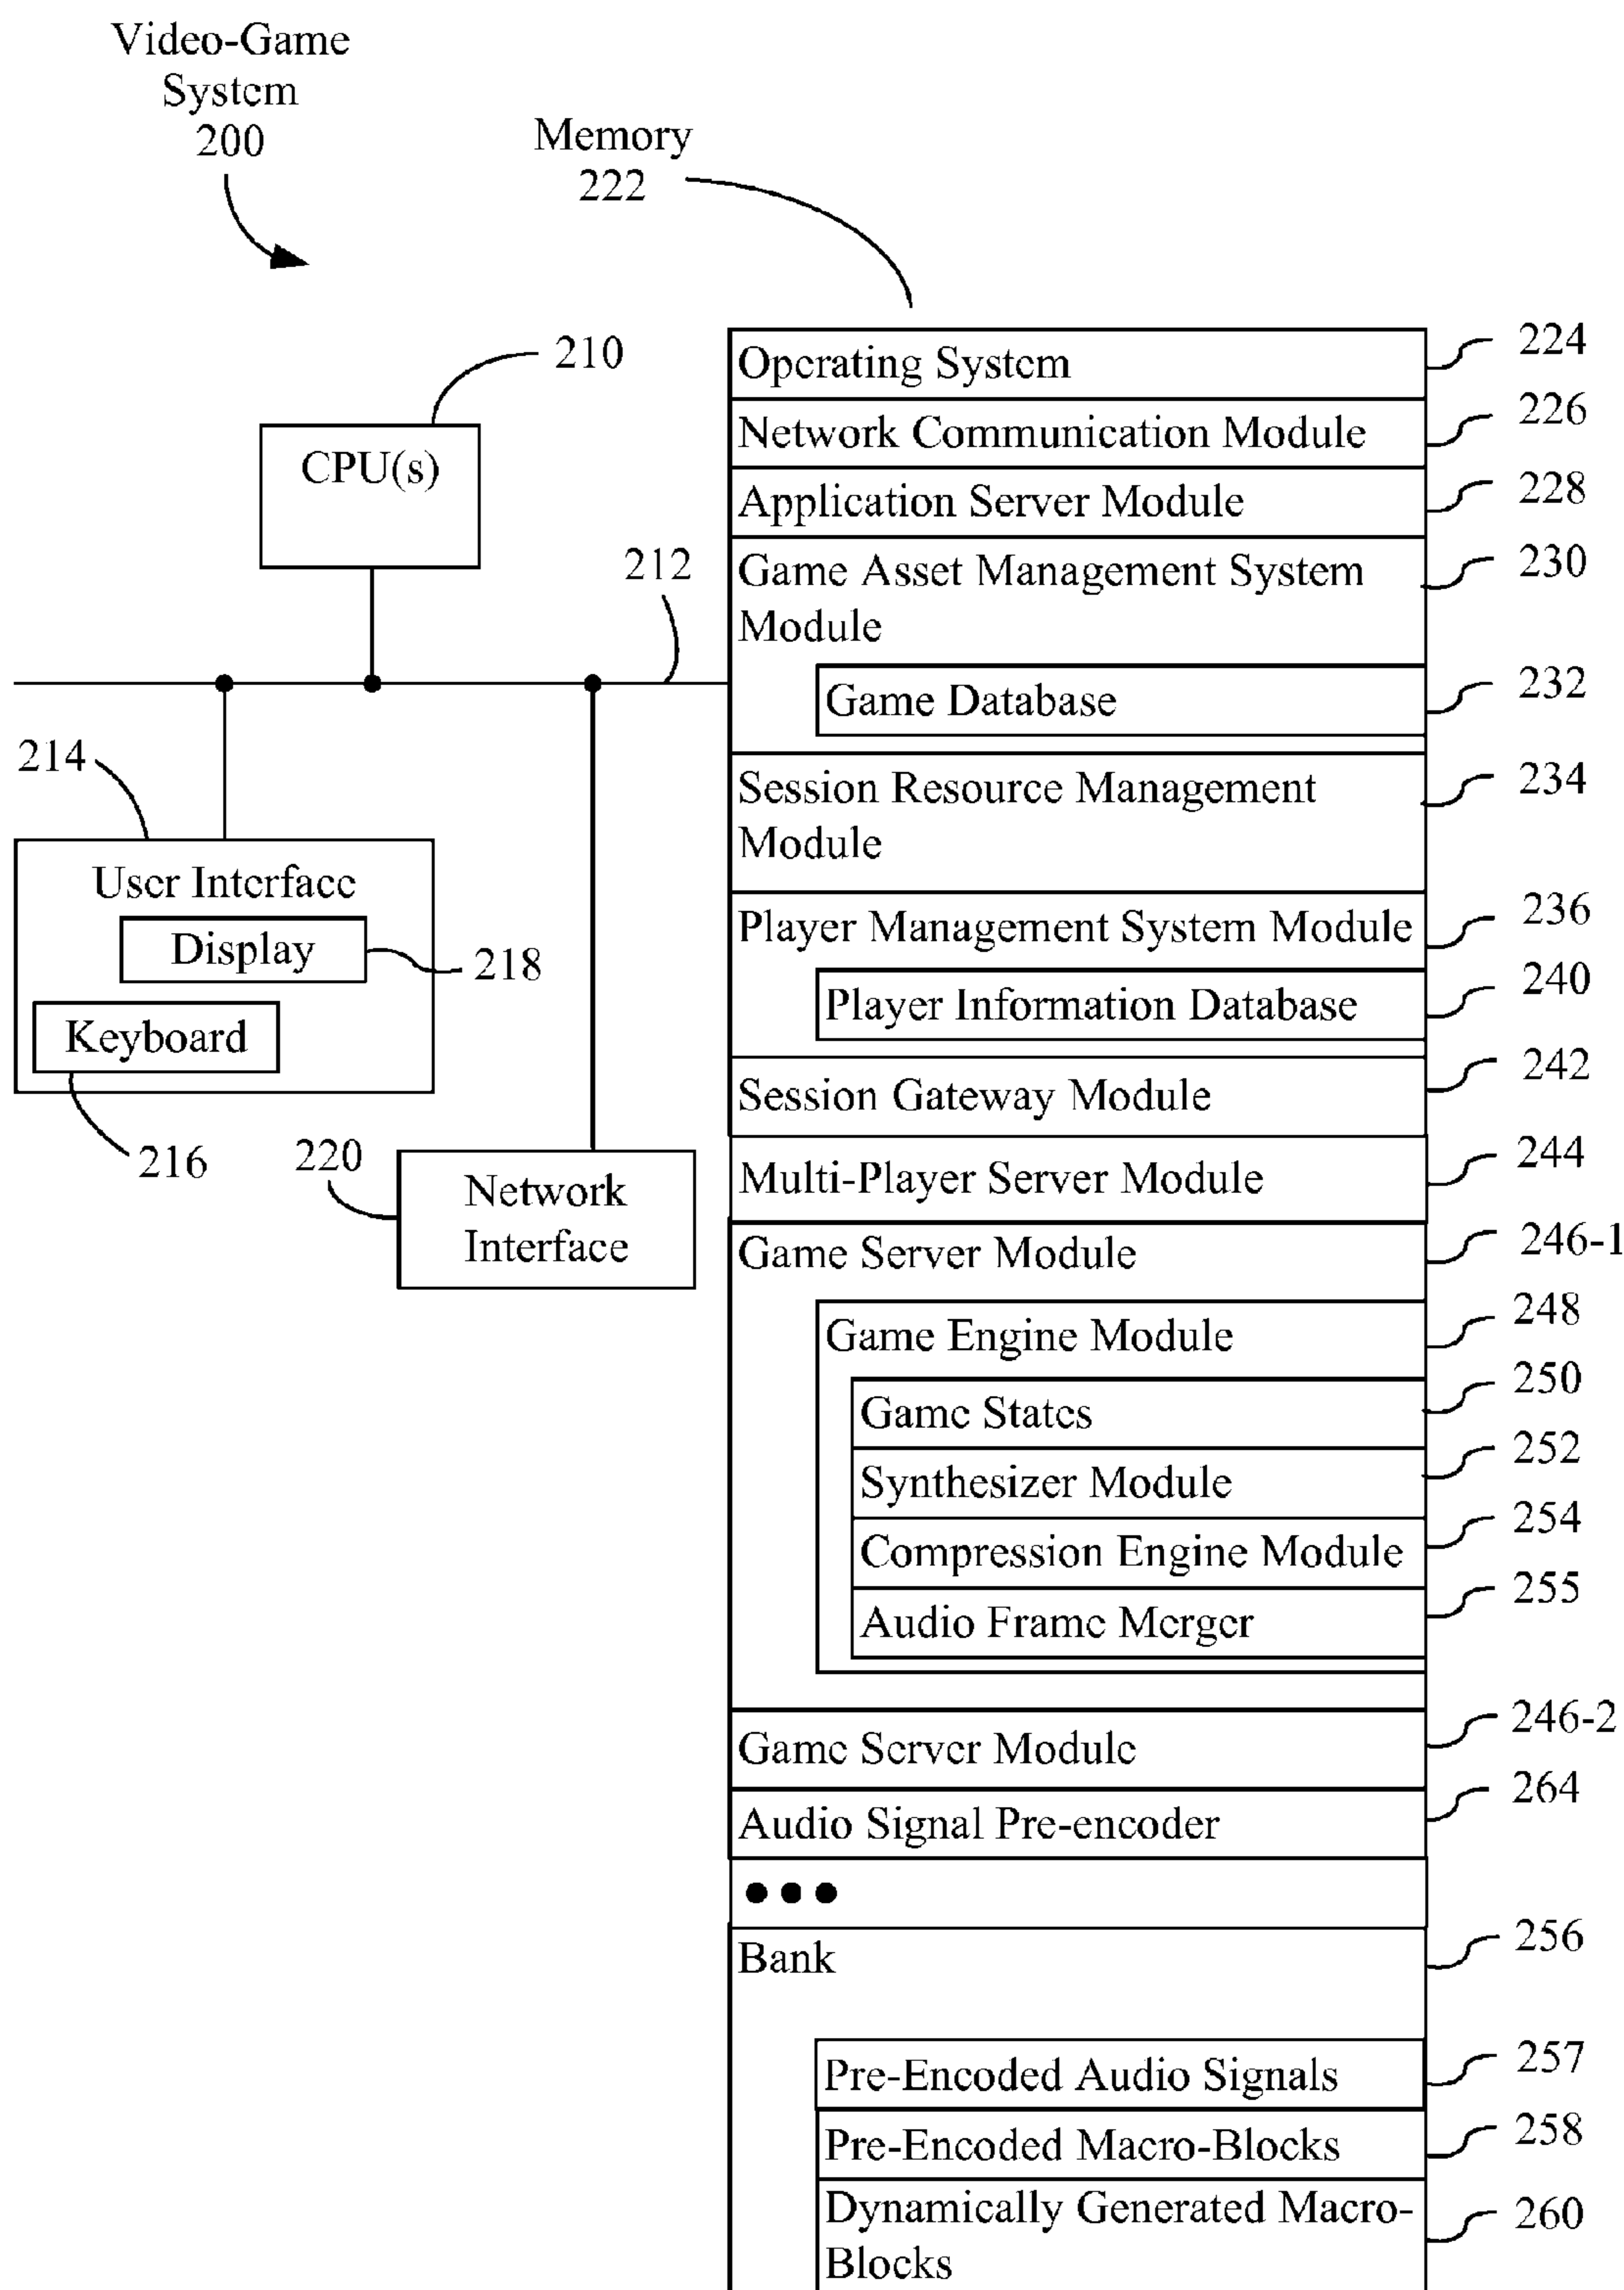 Video-Game
System
200
Memory
222
210
CPU(s)
212
214
User Interface
Display
218
Keyboard
216
220
Network
Interface
Operating System
224
Network Communication Module
226
Application Server Module
228
Game Asset Management System
Module
230
Game Database
232
Session Resource Management
Module
234
Player Management System Module
236
Player Information Database
240
Session Gateway Module
242
Multi-Player Server Module
244
Game Server Module
246-1
Game Engine Module
248
Game States
250
Synthesizer Module
252
Compression Engine Module
254
Audio Frame Merger
255
Game Server Module
246-2
Audio Signal Pre-encoder
264
Bank
256
Pre-Encoded Audio Signals
257
Pre-Encoded Macro-Blocks
258
Dynamically Generated Macro-
Blocks
260